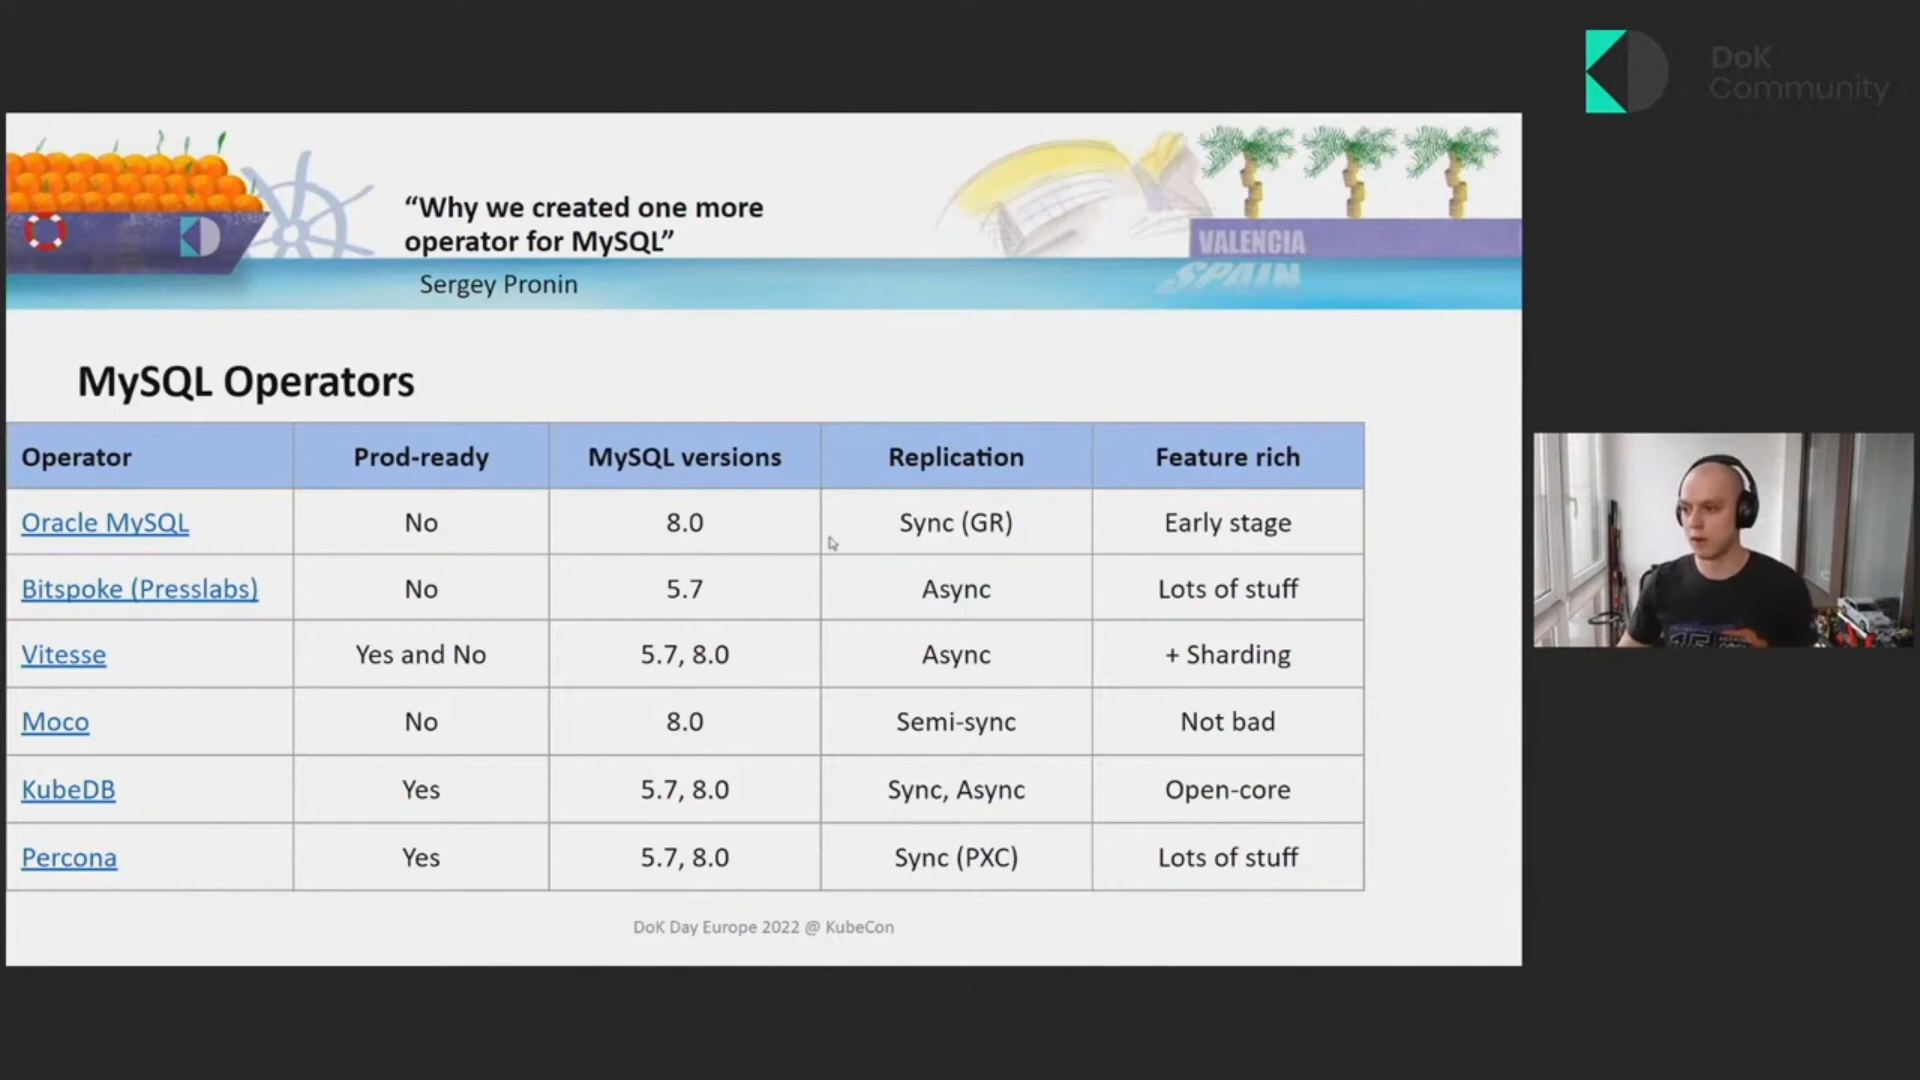 DoK
Community
“Why we created one more
operator for MySQL”
Sergey Pronin
VALENCIA
SPAIN
MySQL Operators
Operator Prod-ready MySQL versions Replication Feature rich
Oracle MySQL No 8.0 Sync (GR) Early stage
Bitspoke (Presslabs) No 5.7 Async Lots of stuff
Vitesse Yes and No 5.7, 8.0 Async + Sharding
Moco No 8.0 Semi-sync Not bad
KubeDB Yes 5.7, 8.0 Sync, Async Open-core
Percona Yes 5.7, 8.0 Sync (PXC) Lots of stuff
DoK Day Europe 2022 @ KubeCon